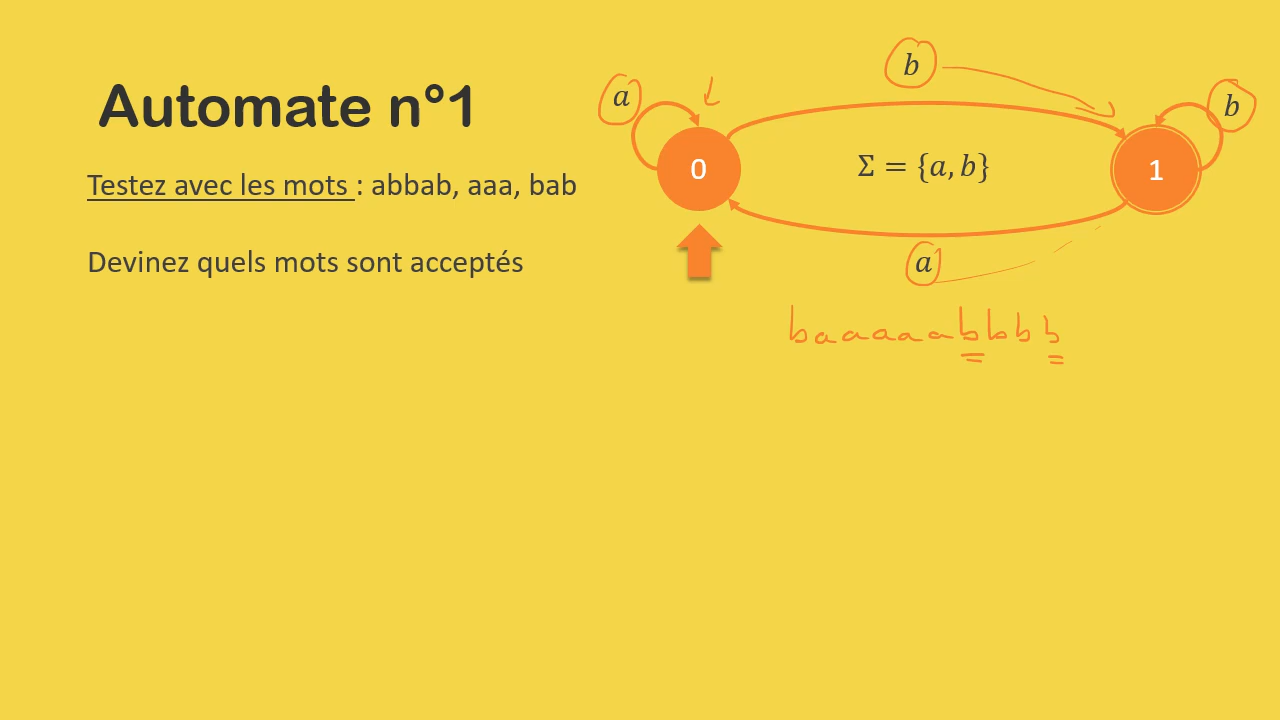 Automate n°1
Testez avec les mots : abbab, aaa, bab
Devinez quels mots sont acceptés
b
a
b
0
Σ = {a, b}
1
a
baaaaabbbb